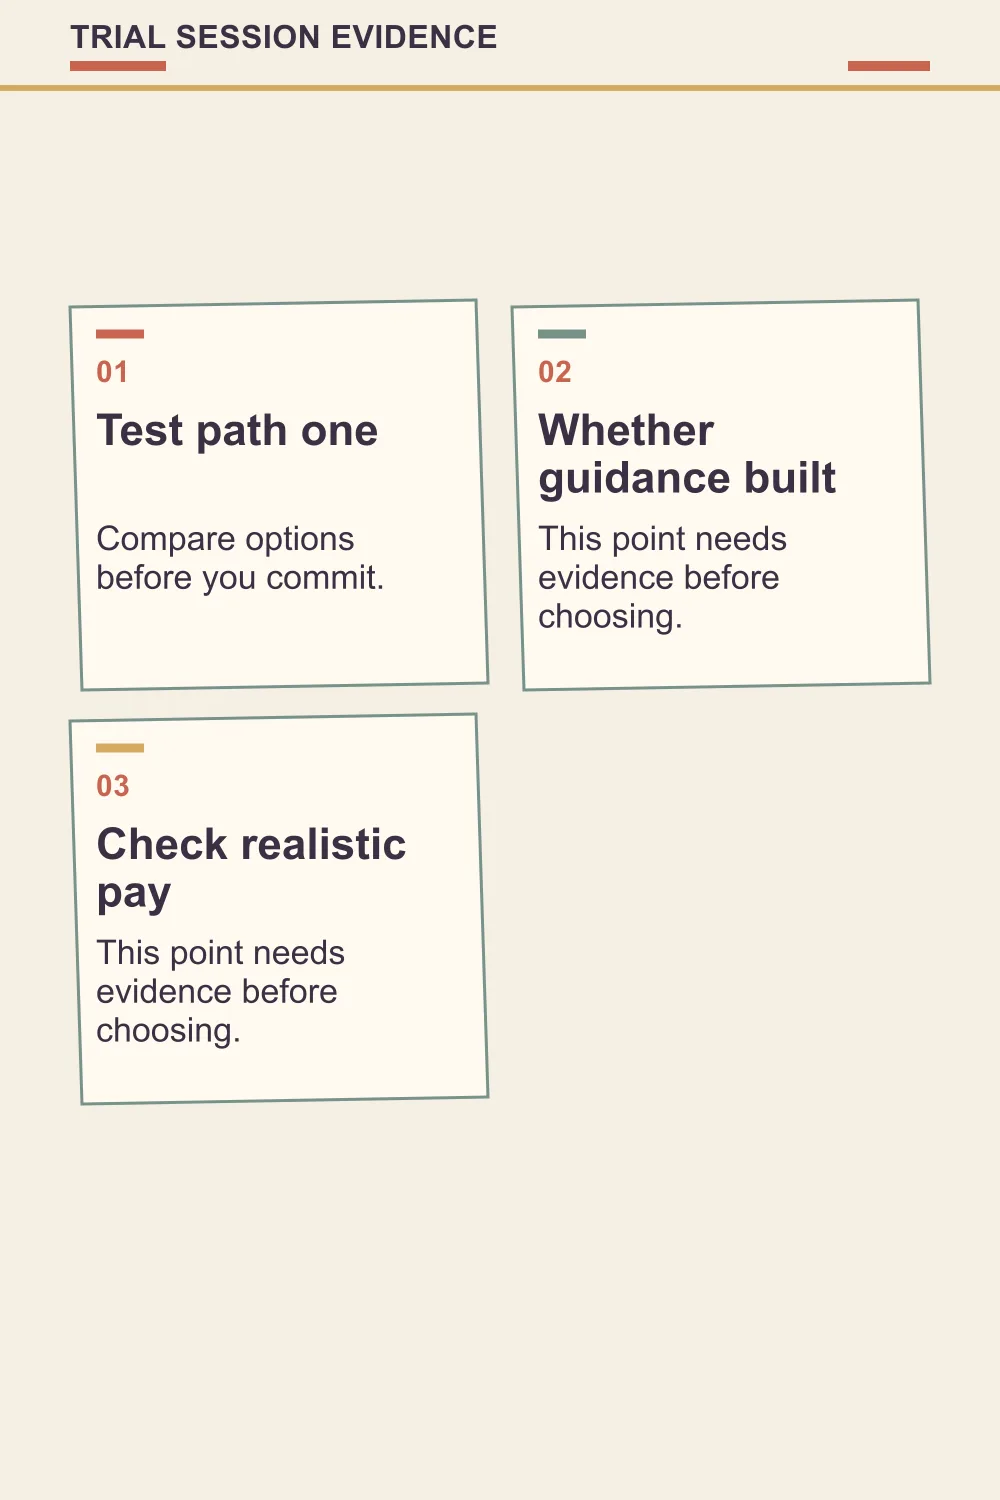 TRIAL SESSION EVIDENCE
01
Test path one
Compare options
before you commit.
02
Whether
guidance built
This point needs
evidence before
choosing.
03
Check realistic
pay
This point needs
evidence before
choosing.